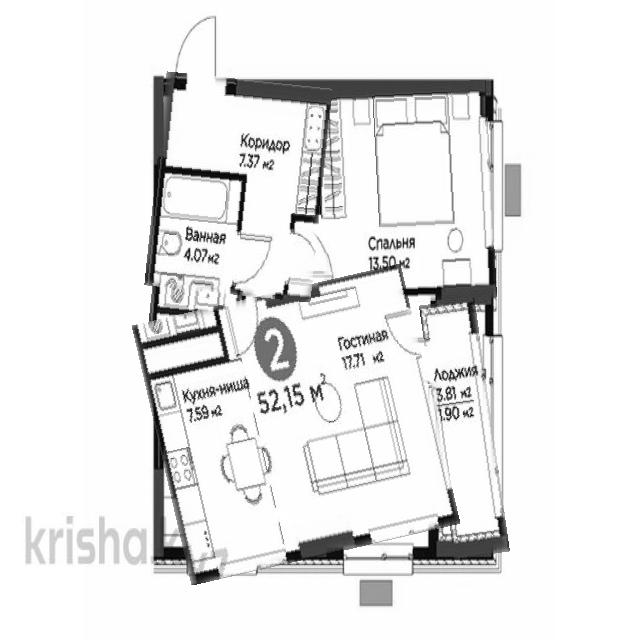 Коридор
7.37 м2
Ванная
4.07 м2
Спальня
13.50 м2
Гостиная
17.71 м2
2
52,15 м2
Кухня-ниша
7.59 м2
Лоджия
3.81 м2
1.90 м2
krisha.kz